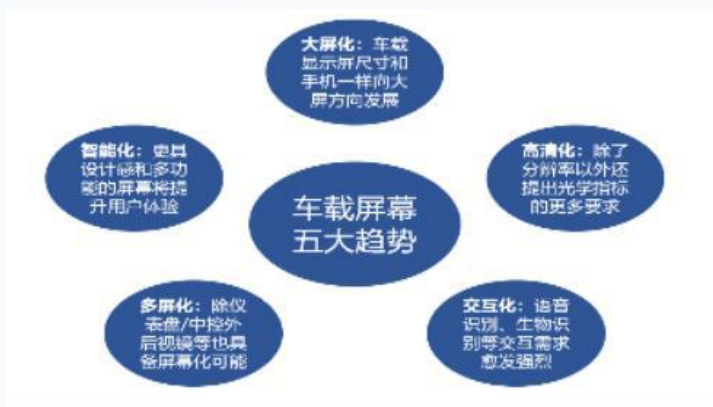 大屏化：车载
显示屏尺寸和
手机一样向大
屏方向发展
智能化：更具
设计感和多功
能的屏幕将提
升用户体验
高清化：除了
分辨率以外还
提出光学指标
的更多要求
车载屏幕
五大趋势
多屏化：除仪
表盘/中控外
后视镜等也具
备屏幕化可能
交互化：语音
识别、生物识
别等交互需求
愈发强烈